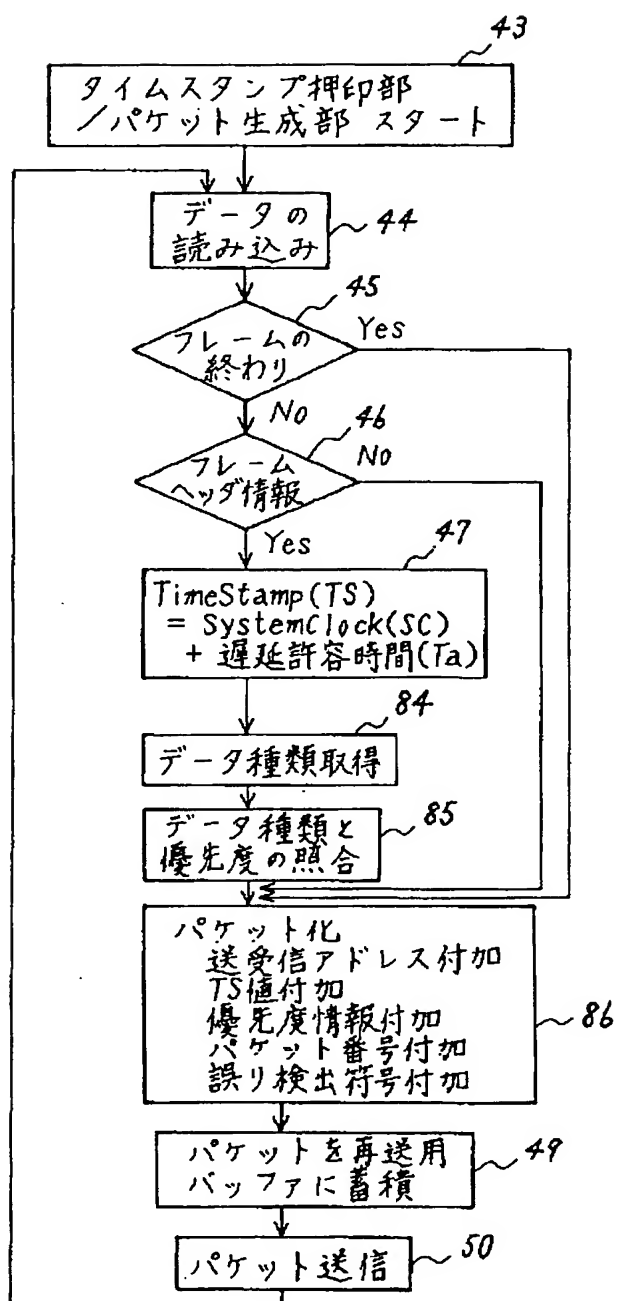 43
タイムスタンプ押印部
/パケット生成部 スタート
データの
読み込み
44
45
フレームの
終わり
Yes
No
46
フレーム
ヘッダ情報
No
Yes
47
TimeStamp(TS)
= SystemClock(SC)
+ 遅延許容時間(Ta)
84
データ種類取得
85
データ種類と
優先度の照合
パケット化
送受信アドレス付加
TS値付加
優先度情報付加
パケット番号付加
誤り検出符号付加
86
パケットを再送用
バッファに蓄積
49
パケット送信
50